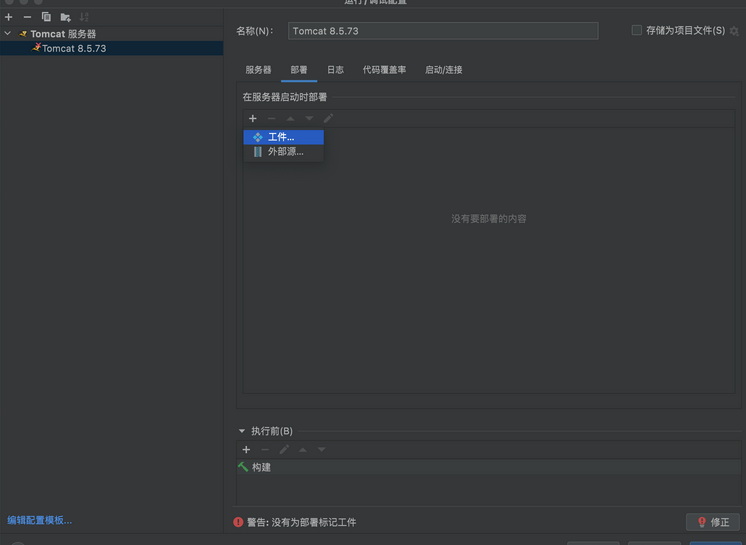 运行/调试配置
Tomcat 服务器
Tomcat 8.5.73
名称(N):
Tomcat 8.5.73
存储为项目文件(S)
服务器
部署
日志
代码覆盖率
启动/连接
在服务器启动时部署
工件...
外部源...
没有要部署的内容
执行前(B)
构建
编辑配置模板...
警告: 没有为部署标记工件
修正